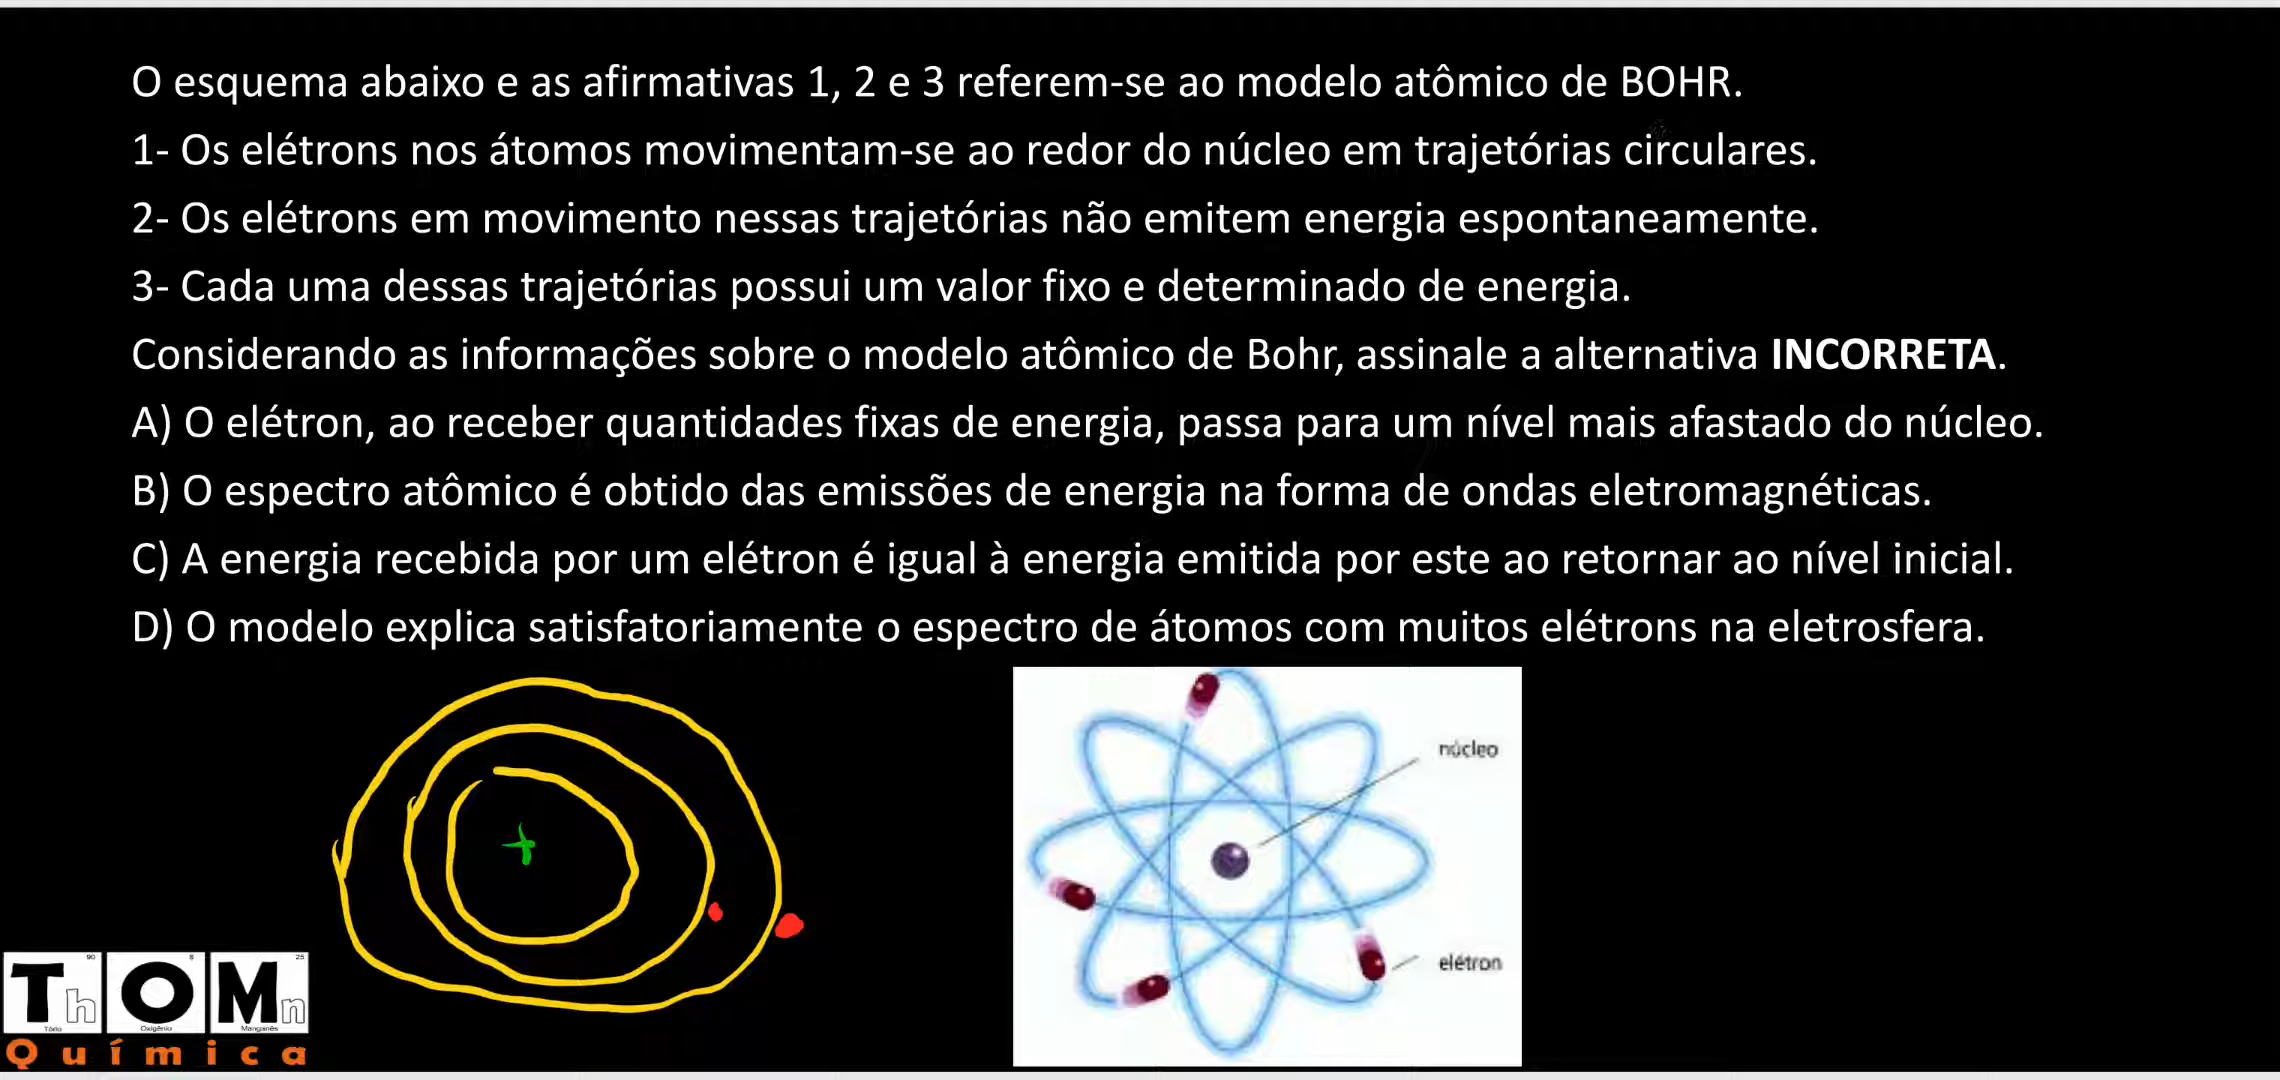 O esquema abaixo e as afirmativas 1, 2 e 3 referem-se ao modelo atômico de BOHR.
1- Os elétrons nos átomos movimentam-se ao redor do núcleo em trajetórias circulares.
2- Os elétrons em movimento nessas trajetórias não emitem energia espontaneamente.
3- Cada uma dessas trajetórias possui um valor fixo e determinado de energia.
Considerando as informações sobre o modelo atômico de Bohr, assinale a alternativa INCORRETA.
A) O elétron, ao receber quantidades fixas de energia, passa para um nível mais afastado do núcleo.
B) O espectro atômico é obtido das emissões de energia na forma de ondas eletromagnéticas.
C) A energia recebida por um elétron é igual à energia emitida por este ao retornar ao nível inicial.
D) O modelo explica satisfatoriamente o espectro de átomos com muitos elétrons na eletrosfera.
núcleo
elétron
90 8 25
Th O Mn
Tório Oxigênio Manganês
Química